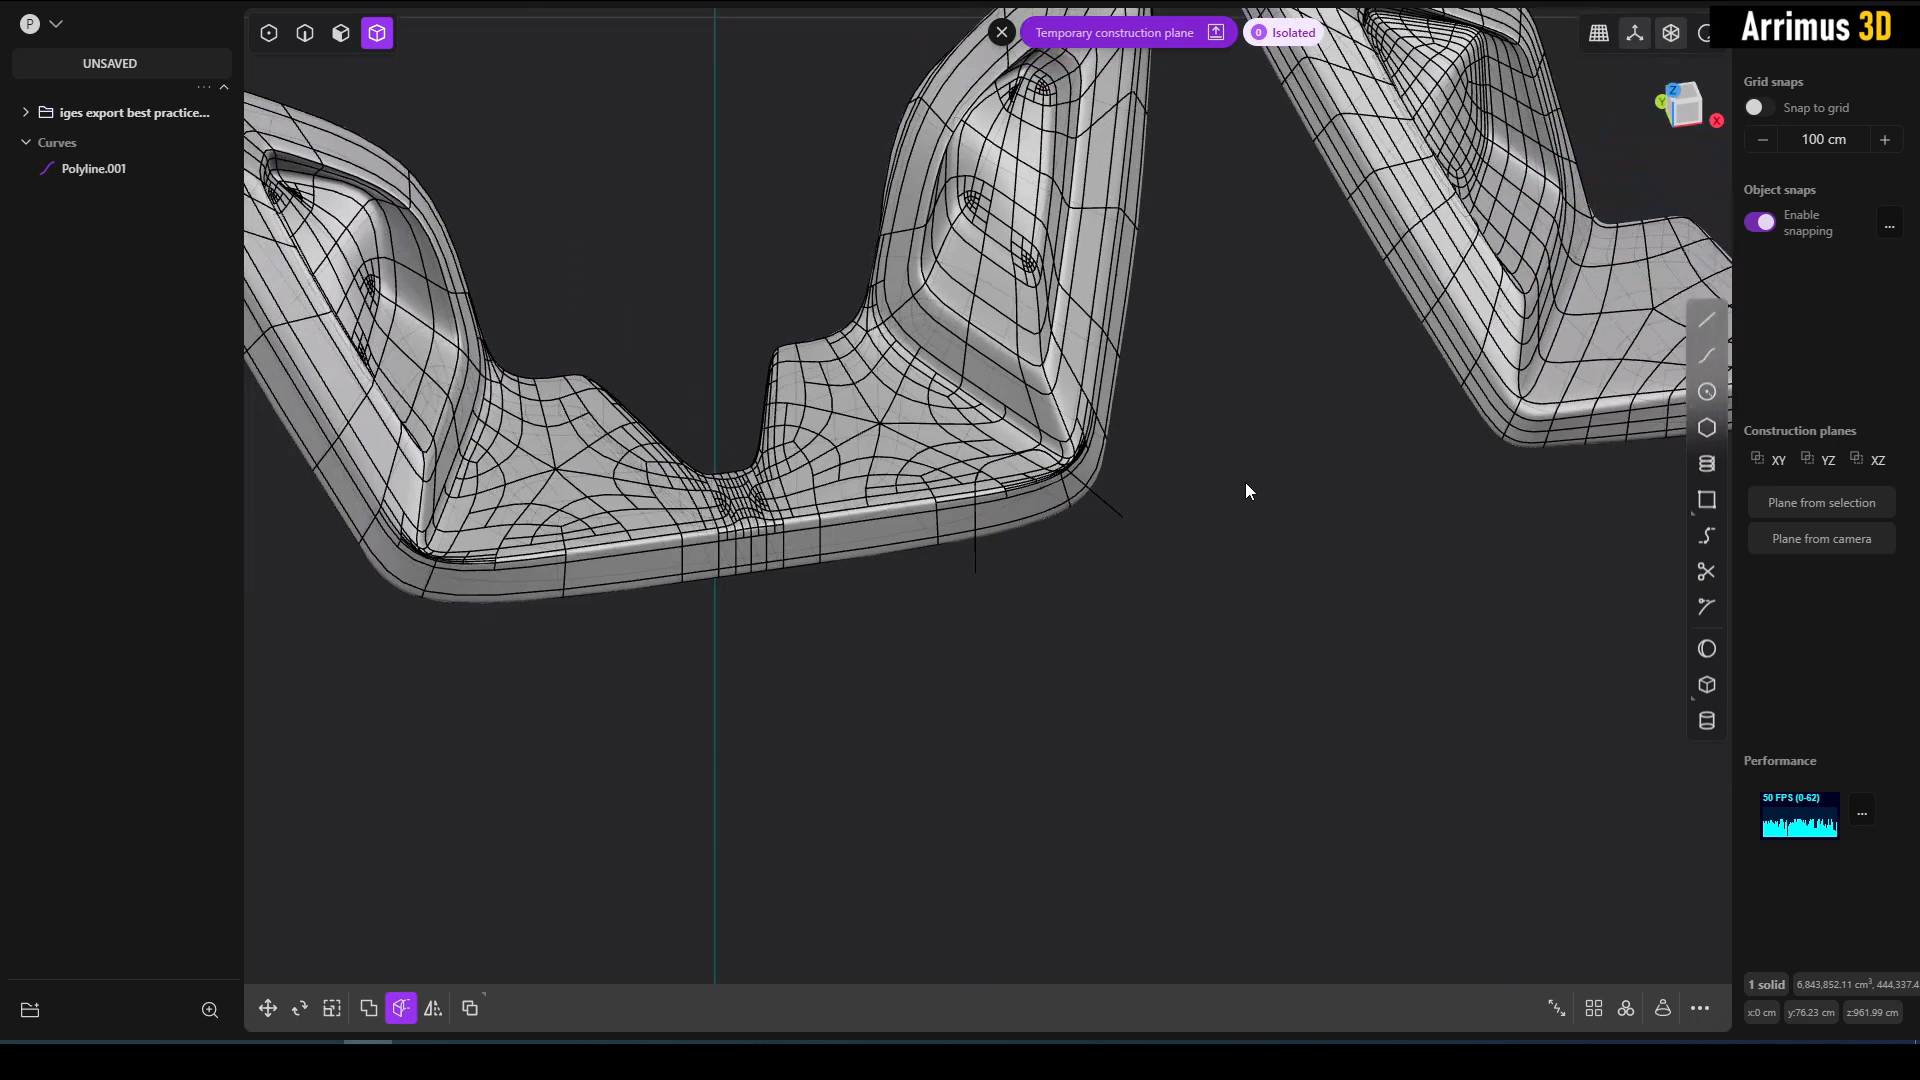 P
UNSAVED
iges export best practice...
Curves
Polyline.001
Temporary construction plane
0 Isolated
Arrimus 3D
Z
Y
X
Grid snaps
Snap to grid
100 cm
Object snaps
Enable
snapping
...
Construction planes
XY YZ XZ
Plane from selection
Plane from camera
Performance
50 FPS (0-62)
...
1 solid 6,843,852.11 cm³, 444,337.4
x:0 cm y:76.23 cm z:961.99 cm